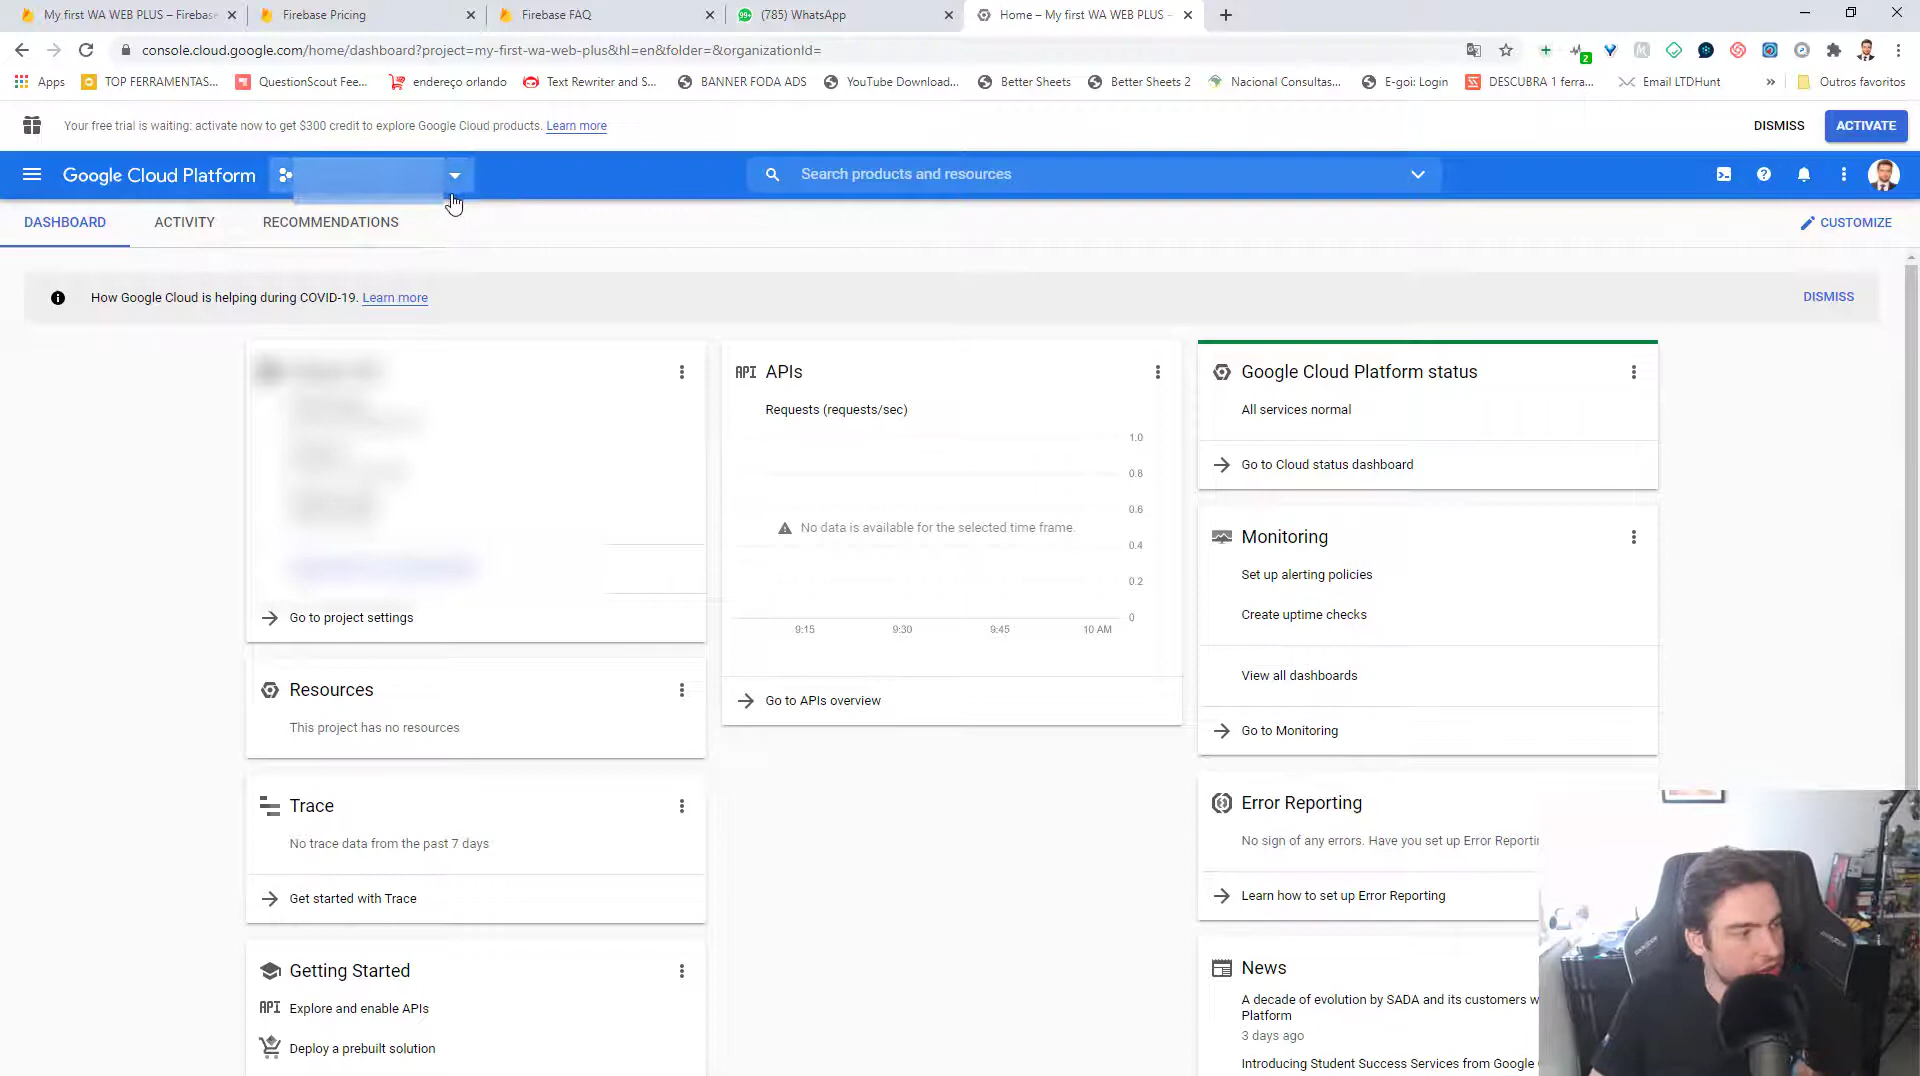 My first WA WEB PLUS – Firebase
Firebase Pricing
Firebase FAQ
99+
(785) WhatsApp
Home – My first WA WEB PLUS –
console.cloud.google.com/home/dashboard?project=my-first-wa-web-plus&hl=en&folder=&organizationId=
2
Apps
TOP FERRAMENTAS...
QuestionScout Fee...
endereço orlando
Text Rewriter and S...
BANNER FODA ADS
YouTube Download...
Better Sheets
Better Sheets 2
Nacional Consultas...
E-goi: Login
DESCUBRA 1 ferra...
Email LTDHunt
»
Outros favoritos
Your free trial is waiting: activate now to get $300 credit to explore Google Cloud products. Learn more
DISMISS
ACTIVATE
Google Cloud Platform
Search products and resources
DASHBOARD
ACTIVITY
RECOMMENDATIONS
CUSTOMIZE
How Google Cloud is helping during COVID-19. Learn more
DISMISS
Go to project settings
Resources
This project has no resources
Trace
No trace data from the past 7 days
Get started with Trace
Getting Started
API Explore and enable APIs
Deploy a prebuilt solution
API APIs
Requests (requests/sec)
1.0
0.8
0.6
No data is available for the selected time frame.
0.4
0.2
0
9:15
9:30
9:45
10 AM
Go to APIs overview
Google Cloud Platform status
All services normal
Go to Cloud status dashboard
Monitoring
Set up alerting policies
Create uptime checks
View all dashboards
Go to Monitoring
Error Reporting
No sign of any errors. Have you set up Error Reporti
Learn how to set up Error Reporting
News
A decade of evolution by SADA and its customers w
Platform
3 days ago
Introducing Student Success Services from Google